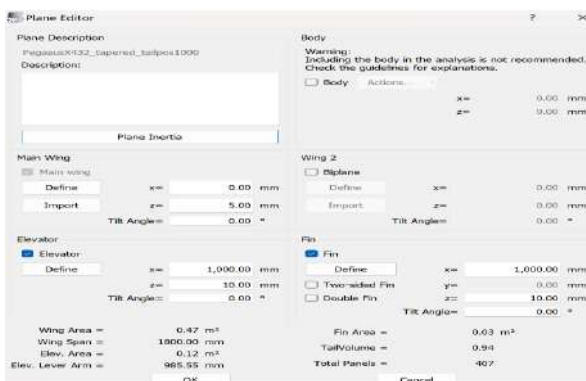 Plane Editor ? ×
Plane Description
PegasusX432_tapered_tailpos1000
Description:
Plane Inertia
Body
Warning:
Including the body in the analysis is not recommended.
Check the guidelines for explanations.
Body Actions...
x= 0.00 mm
z= 0.00 mm
Main Wing
Main wing
Define x= 0.00 mm
Import z= 5.00 mm
Tilt Angle= 0.00 °
Wing 2
Biplane
Define x= 0.00 mm
Import z= 0.00 mm
Tilt Angle= 0.00 °
Elevator
Elevator
Define x= 1,000.00 mm
z= 10.00 mm
Tilt Angle= 0.00 °
Fin
Fin
Define x= 1,000.00 mm
Two-sided Fin y= 0.00 mm
Double Fin z= 10.00 mm
Tilt Angle= 0.00 °
Wing Area = 0.47 m²
Wing Span = 1800.00 mm
Elev. Area = 0.12 m²
Elev. Lever Arm = 985.55 mm
Fin Area = 0.03 m²
TailVolume = 0.94
Total Panels = 407
OK Cancel